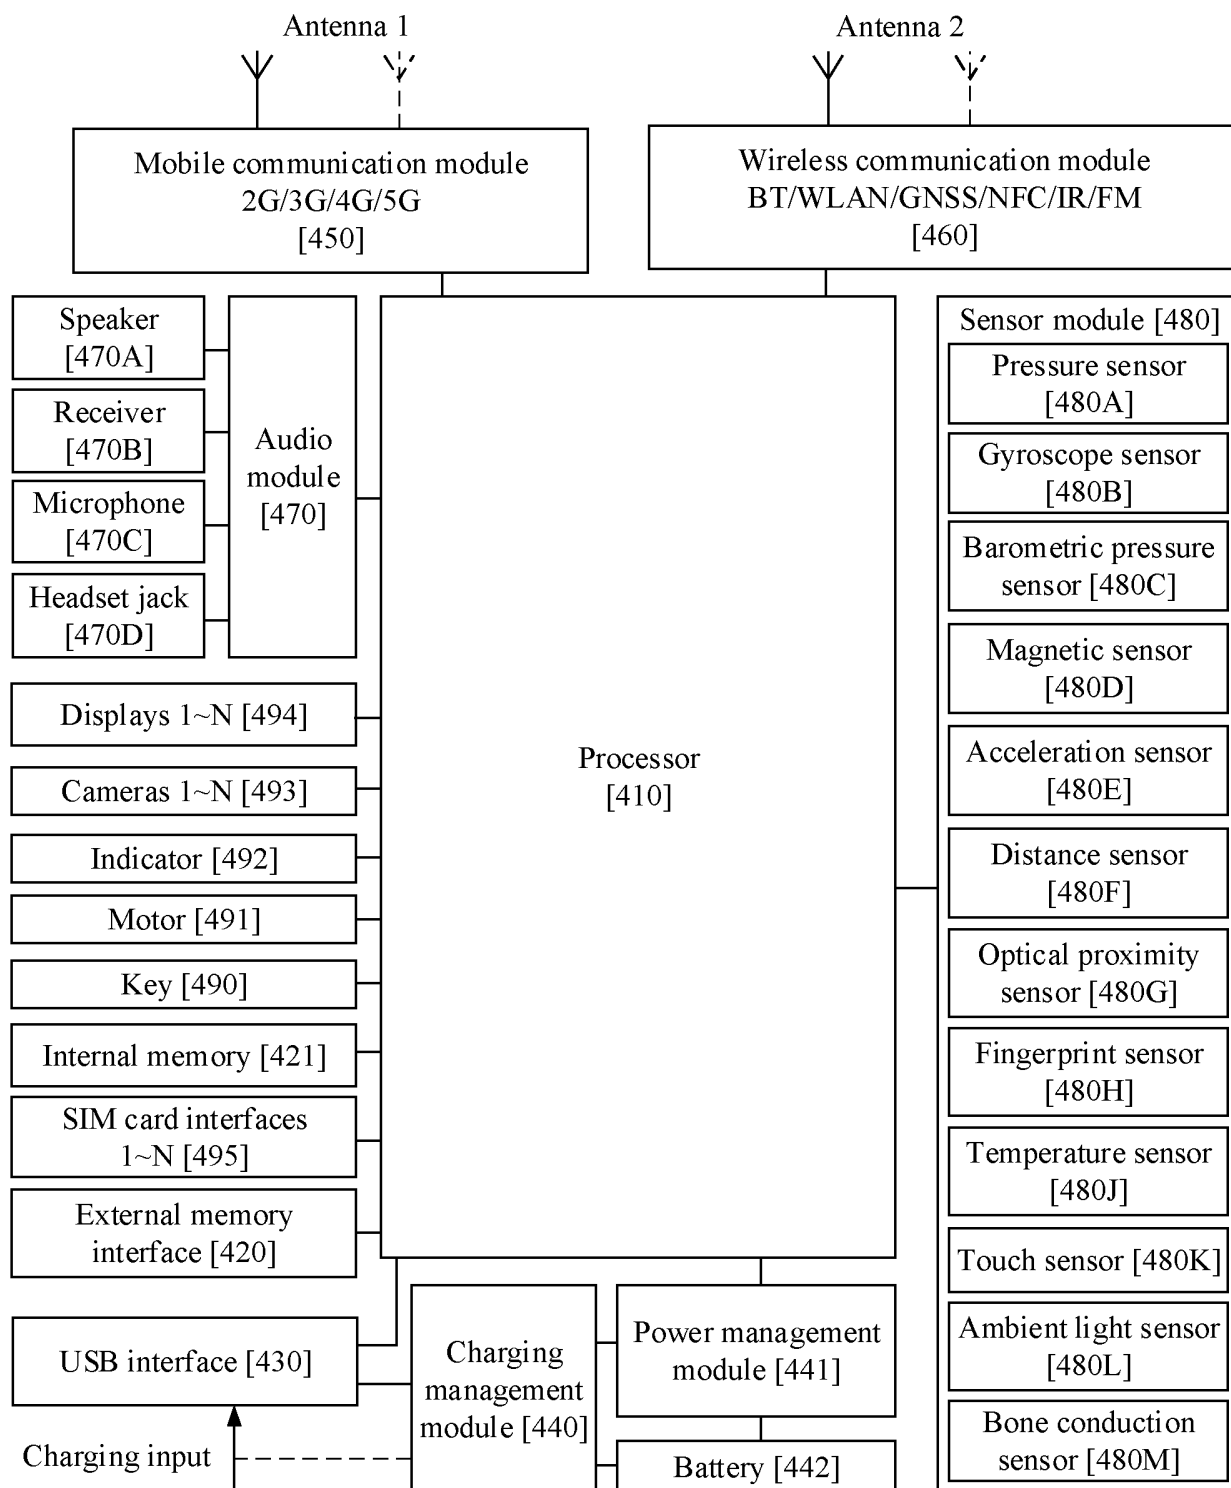 Antenna 1
Antenna 2
Mobile communication module
2G/3G/4G/5G
[450]
Wireless communication module
BT/WLAN/GNSS/NFC/IR/FM
[460]
Speaker
[470A]
Receiver
[470B]
Microphone
[470C]
Headset jack
[470D]
Audio
module
[470]
Displays 1~N [494]
Cameras 1~N [493]
Indicator [492]
Motor [491]
Key [490]
Internal memory [421]
SIM card interfaces
1~N [495]
External memory
interface [420]
USB interface [430]
Charging input
Processor
[410]
Charging
management
module [440]
Power management
module [441]
Battery [442]
Sensor module [480]
Pressure sensor
[480A]
Gyroscope sensor
[480B]
Barometric pressure
sensor [480C]
Magnetic sensor
[480D]
Acceleration sensor
[480E]
Distance sensor
[480F]
Optical proximity
sensor [480G]
Fingerprint sensor
[480H]
Temperature sensor
[480J]
Touch sensor [480K]
Ambient light sensor
[480L]
Bone conduction
sensor [480M]